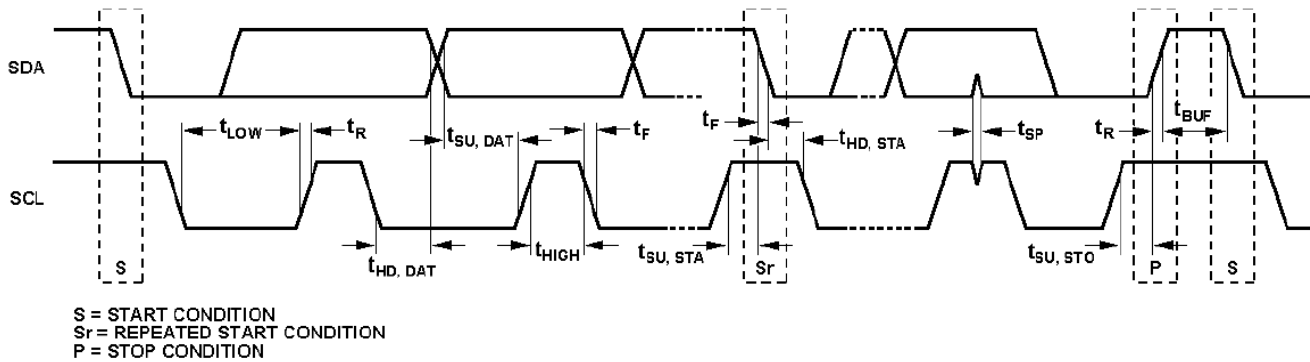 SDA
t_LOW
t_R
t_SU, DAT
t_F
t_F
t_HD, STA
t_SP
t_R
t_BUF
SCL
t_HD, DAT
t_HIGH
t_SU, STA
t_SU, STO
S
Sr
P
S
S = START CONDITION
Sr = REPEATED START CONDITION
P = STOP CONDITION